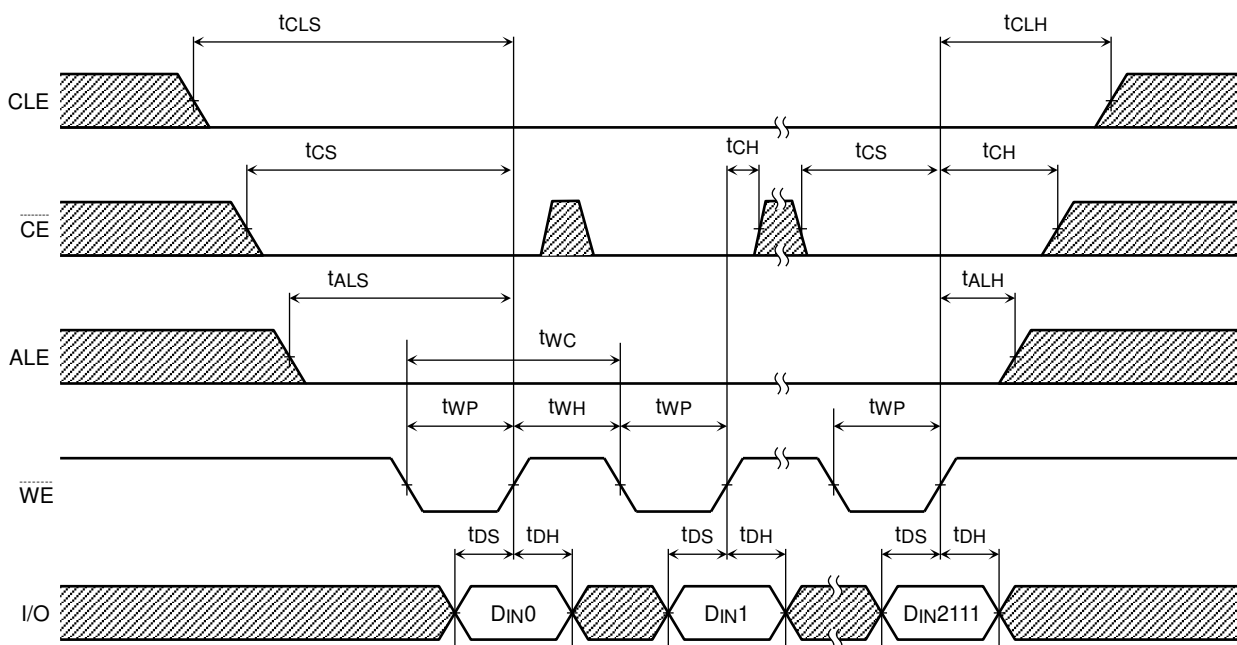 tCLS
tCLH
CLE
tCS
tCH
tCS
tCH
CE
tALS
tALH
ALE
tWC
tWP
tWH
tWP
tWP
WE
tDS
tDH
tDS
tDH
tDS
tDH
I/O
DIN0
DIN1
DIN2111